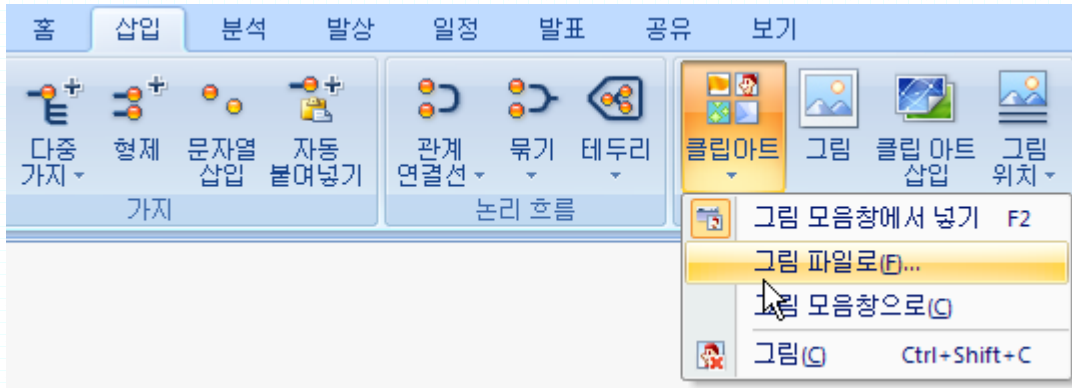 홈 삽입 분석 발상 일정 발표 공유 보기
다중 가지
형제
문자열 삽입
자동 붙여넣기
가지
관계 연결선
묶기
테두리
논리 흐름
클립아트
그림
클립 아트 삽입
그림 위치
그림 모음창에서 넣기 F2
그림 파일로(F)...
그림 모음창으로(C)
그림(C) Ctrl+Shift+C